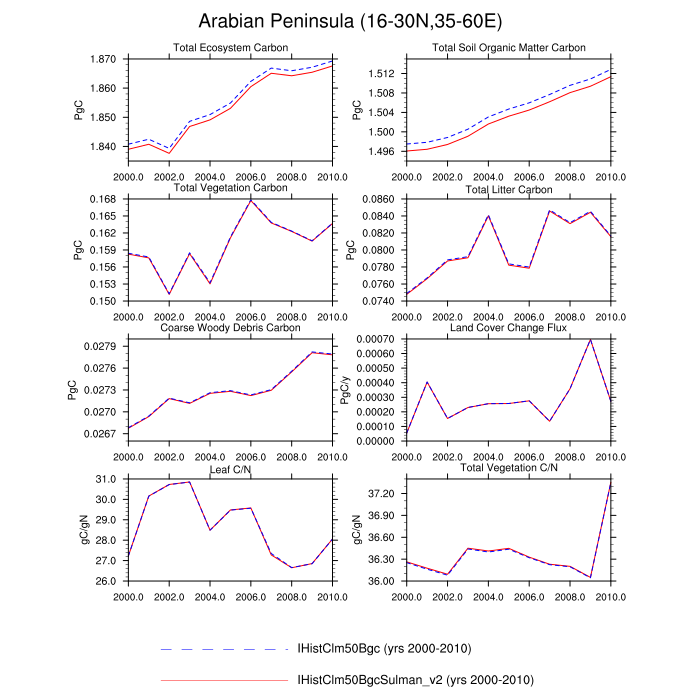 Arabian Peninsula (16-30N,35-60E)
Total Ecosystem Carbon
PgC
1.870
1.860
1.850
1.840
2000.0 2002.0 2004.0 2006.0 2008.0 2010.0
Total Soil Organic Matter Carbon
PgC
1.512
1.508
1.504
1.500
1.496
2000.0 2002.0 2004.0 2006.0 2008.0 2010.0
Total Vegetation Carbon
PgC
0.168
0.165
0.162
0.159
0.156
0.153
0.150
2000.0 2002.0 2004.0 2006.0 2008.0 2010.0
Total Litter Carbon
PgC
0.0860
0.0840
0.0820
0.0800
0.0780
0.0760
0.0740
2000.0 2002.0 2004.0 2006.0 2008.0 2010.0
Coarse Woody Debris Carbon
PgC
0.0279
0.0276
0.0273
0.0270
0.0267
2000.0 2002.0 2004.0 2006.0 2008.0 2010.0
Land Cover Change Flux
PgC/y
0.00070
0.00060
0.00050
0.00040
0.00030
0.00020
0.00010
0.00000
2000.0 2002.0 2004.0 2006.0 2008.0 2010.0
Leaf C/N
gC/gN
31.0
30.0
29.0
28.0
27.0
26.0
2000.0 2002.0 2004.0 2006.0 2008.0 2010.0
Total Vegetation C/N
gC/gN
37.20
36.90
36.60
36.30
36.00
2000.0 2002.0 2004.0 2006.0 2008.0 2010.0
IHistClm50Bgc (yrs 2000-2010)
IHistClm50BgcSulman_v2 (yrs 2000-2010)